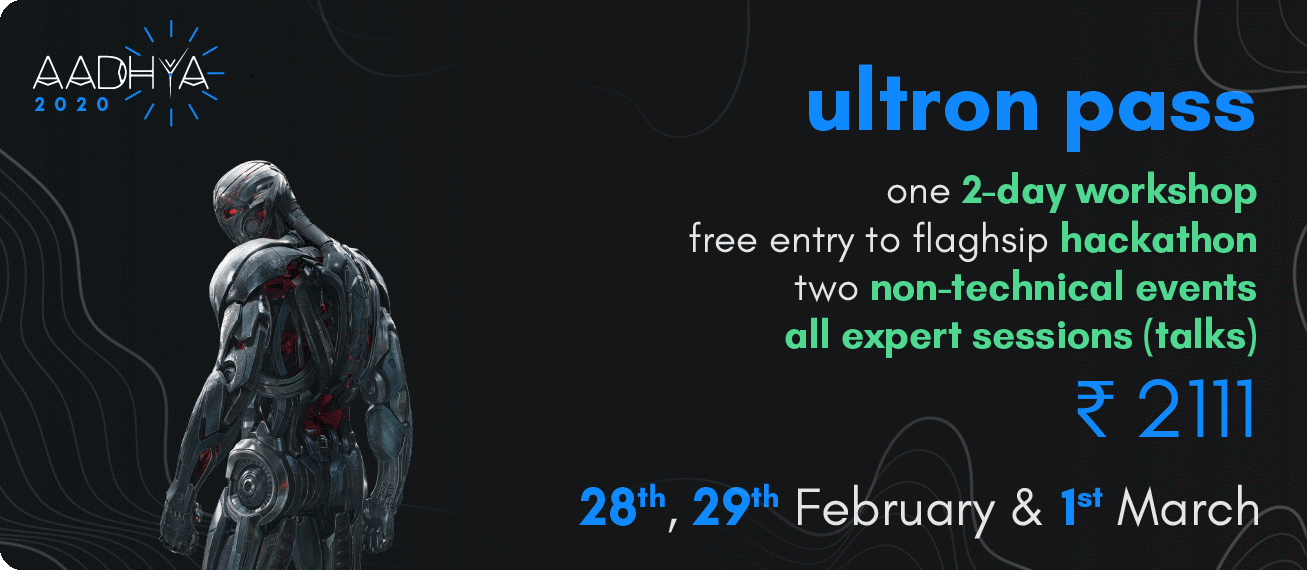 AADHYA
2020
ultron pass
one 2-day workshop
free entry to flaghsip hackathon
two non-technical events
all expert sessions (talks)
₹ 2111
28th, 29th February & 1st March